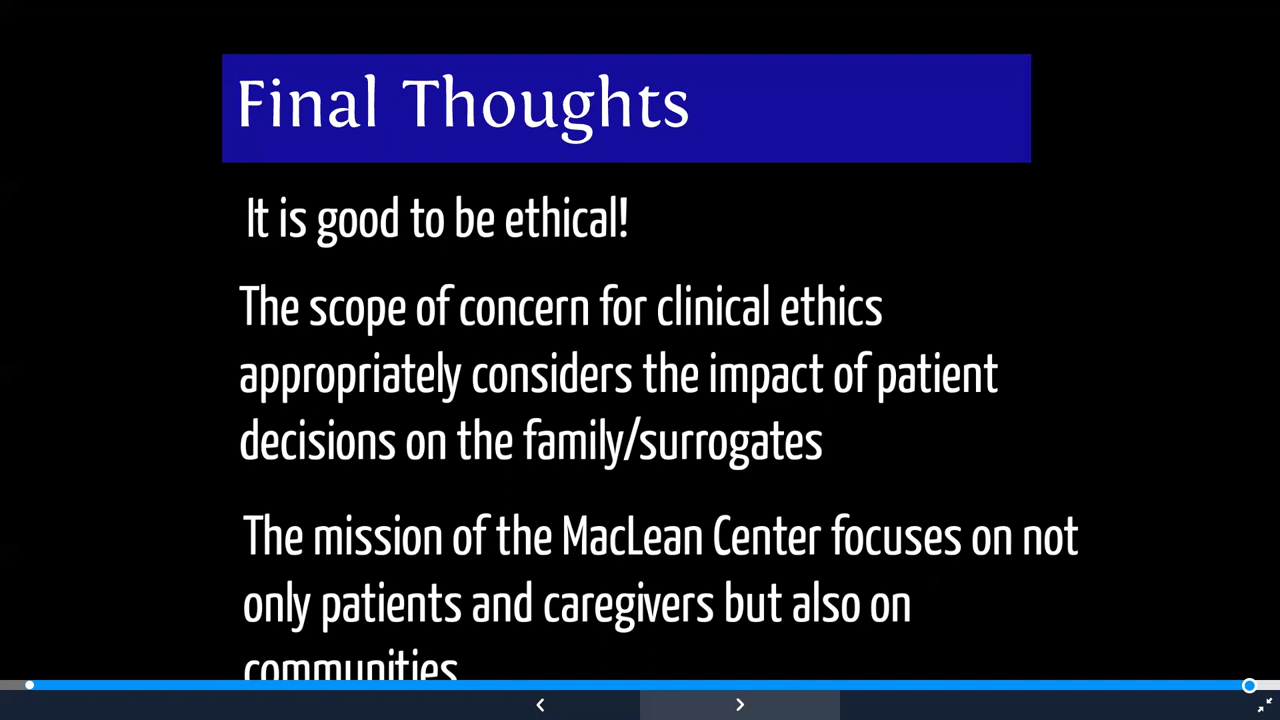 Final Thoughts
It is good to be ethical!
The scope of concern for clinical ethics
appropriately considers the impact of patient
decisions on the family/surrogates
The mission of the MacLean Center focuses on not
only patients and caregivers but also on
communities